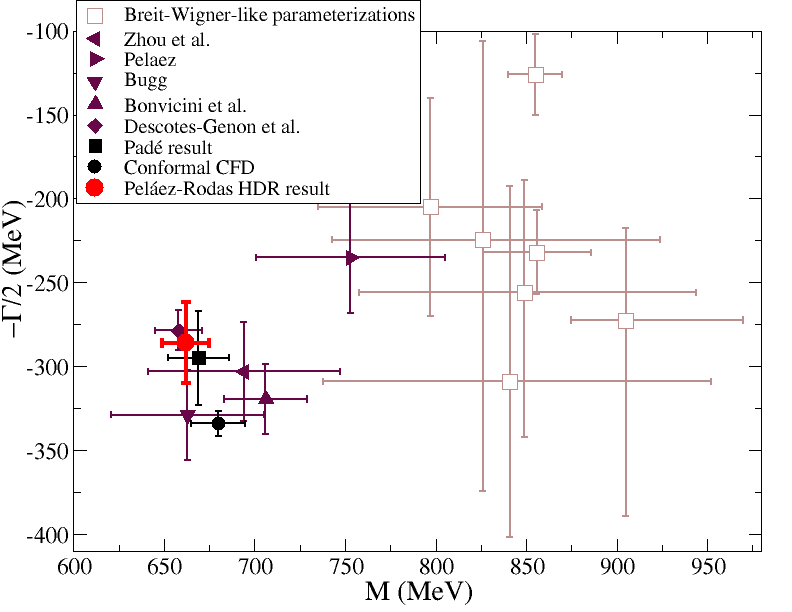 Breit-Wigner-like parameterizations
Zhou et al.
Pelaez
Bugg
Bonvicini et al.
Descotes-Genon et al.
Padé result
Conformal CFD
Peláez-Rodas HDR result
-100
-150
-200
-250
-300
-350
-400
−Γ/2 (MeV)
600 650 700 750 800 850 900 950
M (MeV)